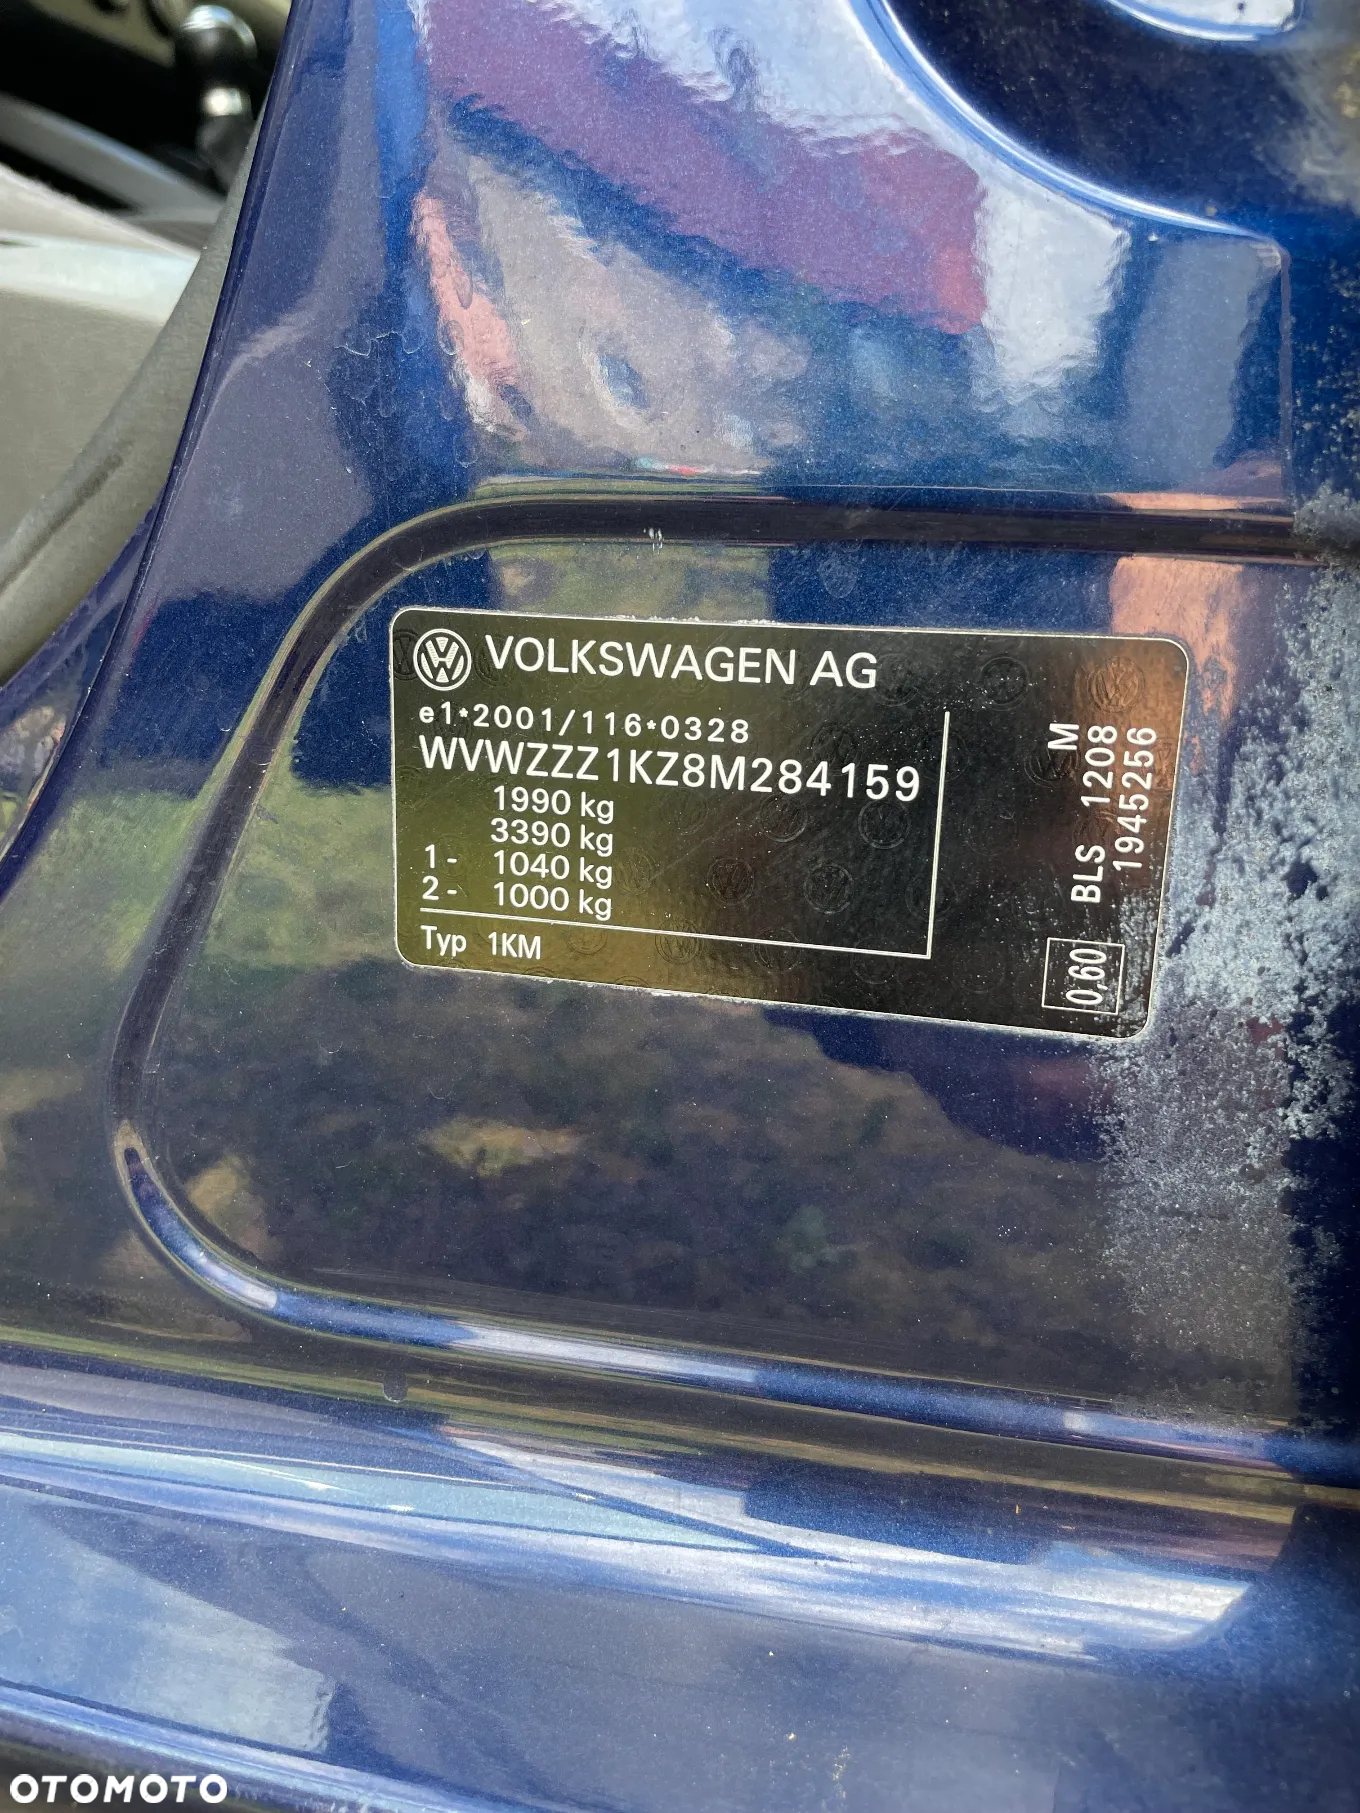 VOLKSWAGEN AG
e1*2001/116*0328
WVWZZZ1KZ8M284159
1990 kg
3390 kg
1- 1040 kg
2- 1000 kg
Typ 1KM
M
BLS 1208
1945256
0,60
OTOMOTO